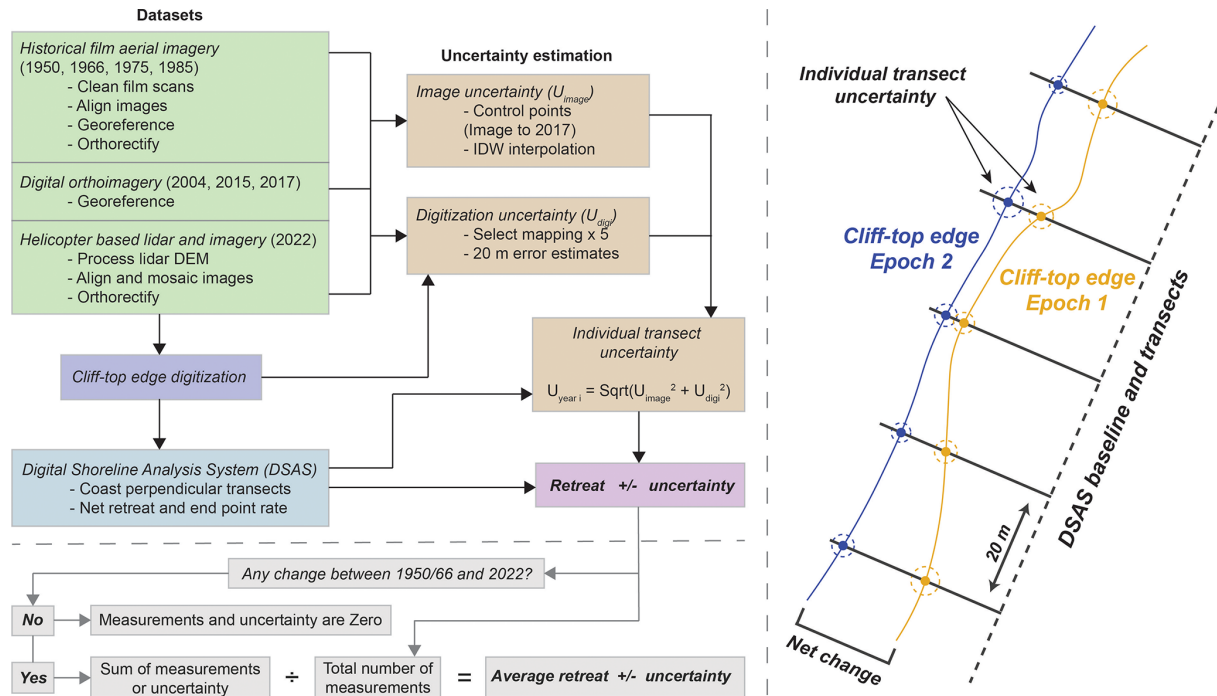 Datasets
Historical film aerial imagery
(1950, 1966, 1975, 1985)
- Clean film scans
- Align images
- Georeference
- Orthorectify
Digital orthoimagery (2004, 2015, 2017)
- Georeference
Helicopter based lidar and imagery (2022)
- Process lidar DEM
- Align and mosaic images
- Orthorectify
Cliff-top edge digitization
Digital Shoreline Analysis System (DSAS)
- Coast perpendicular transects
- Net retreat and end point rate
Uncertainty estimation
Image uncertainty (U_image)
- Control points
(Image to 2017)
- IDW interpolation
Digitization uncertainty (U_digi)
- Select mapping x 5
- 20 m error estimates
Individual transect
uncertainty
U_year i = Sqrt(U_image² + U_digi²)
Retreat +/- uncertainty
Any change between 1950/66 and 2022?
No
Measurements and uncertainty are Zero
Yes
Sum of measurements
or uncertainty
÷
Total number of
measurements
=
Average retreat +/- uncertainty
Individual transect
uncertainty
Cliff-top edge
Epoch 2
Cliff-top edge
Epoch 1
DSAS baseline and transects
20 m
Net change